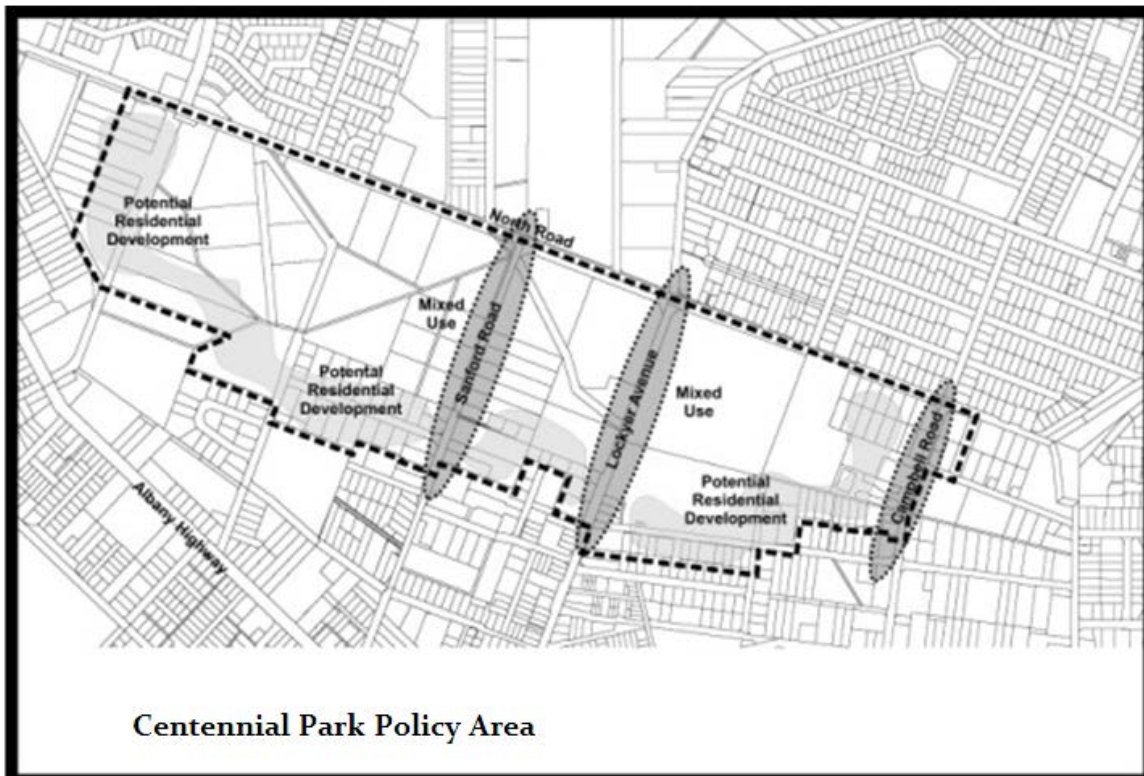 Potential
Residential
Development
North Road
Mixed
Use
Sanford Road
Potental
Residential
Development
Lockyer Avenue
Mixed
Use
Campbell Road
Potential
Residential
Development
Albany Highway
Centennial Park Policy Area